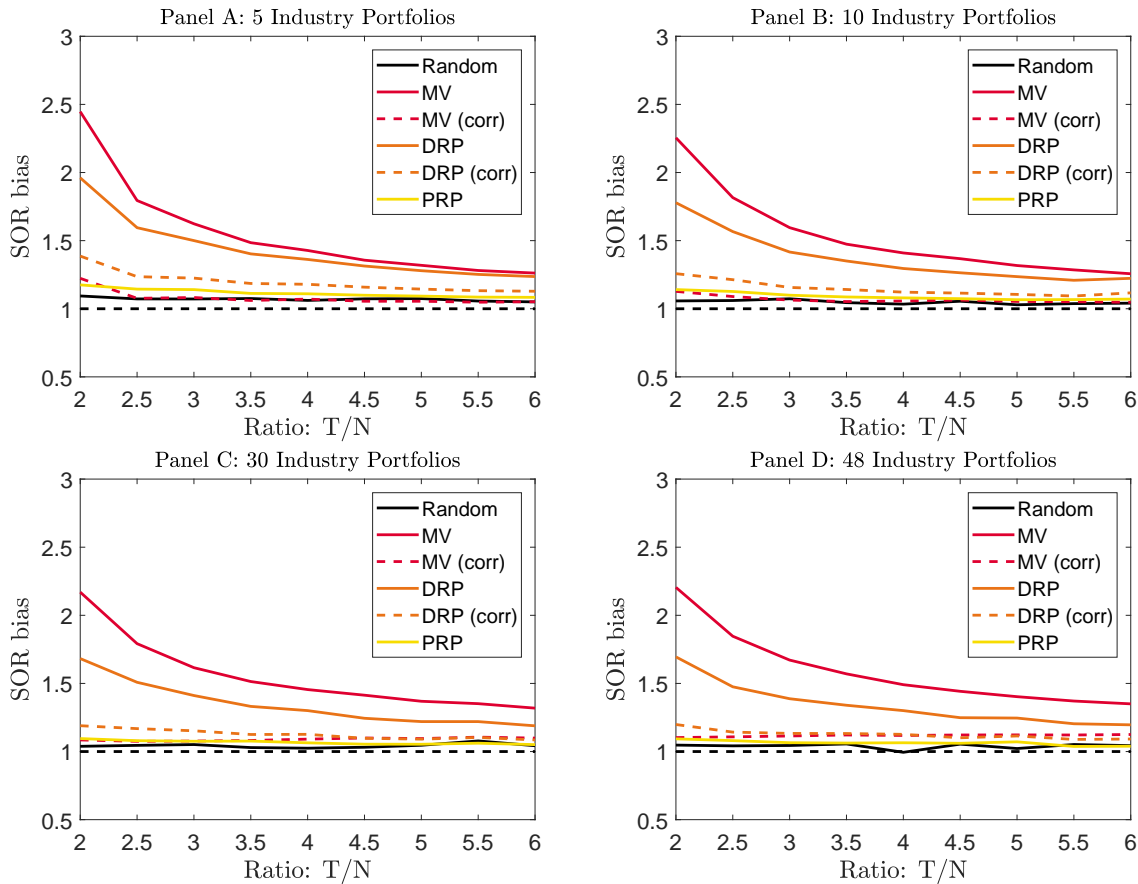 Panel A: 5 Industry Portfolios
3
2.5
2
1.5
1
0.5
SOR bias
Random
MV
MV (corr)
DRP
DRP (corr)
PRP
2 2.5 3 3.5 4 4.5 5 5.5 6
Ratio: T/N
Panel B: 10 Industry Portfolios
3
2.5
2
1.5
1
0.5
SOR bias
Random
MV
MV (corr)
DRP
DRP (corr)
PRP
2 2.5 3 3.5 4 4.5 5 5.5 6
Ratio: T/N
Panel C: 30 Industry Portfolios
3
2.5
2
1.5
1
0.5
SOR bias
Random
MV
MV (corr)
DRP
DRP (corr)
PRP
2 2.5 3 3.5 4 4.5 5 5.5 6
Ratio: T/N
Panel D: 48 Industry Portfolios
3
2.5
2
1.5
1
0.5
SOR bias
Random
MV
MV (corr)
DRP
DRP (corr)
PRP
2 2.5 3 3.5 4 4.5 5 5.5 6
Ratio: T/N